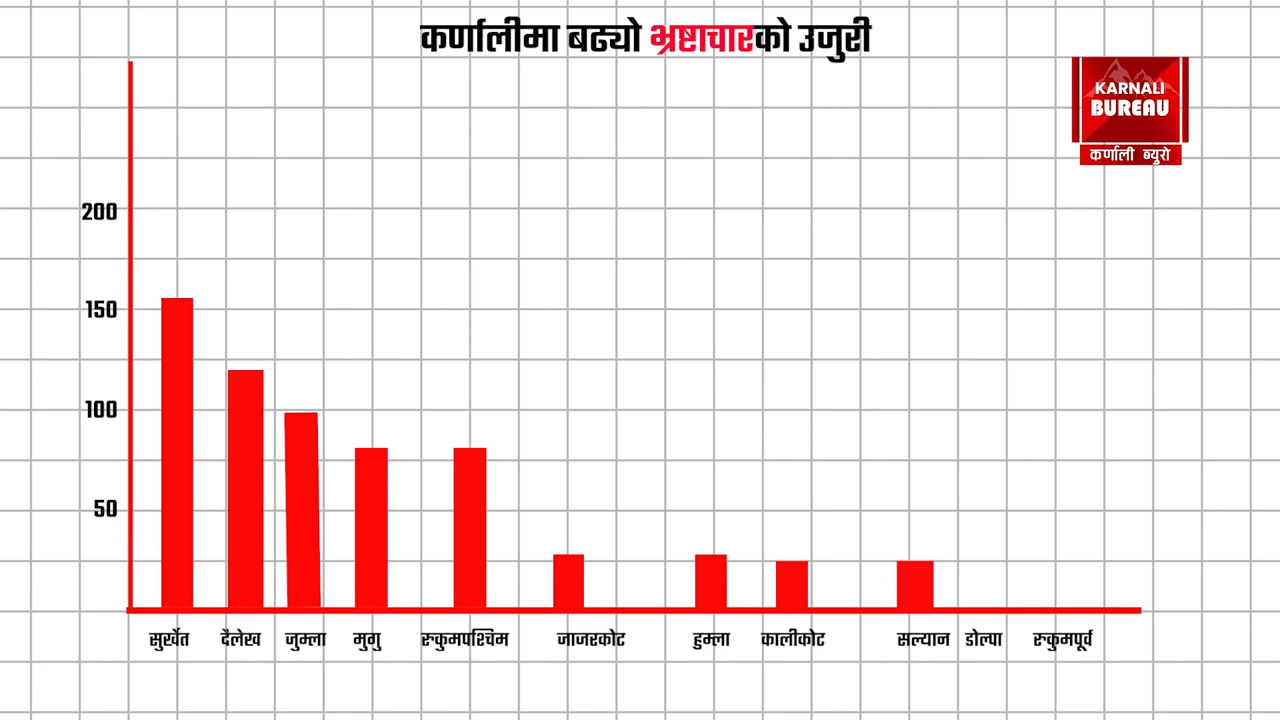 कर्णालीमा बढ्यो भ्रष्टाचारको उजुरी
KARNALI
BUREAU
कर्णाली ब्युरो
200
150
100
50
सुर्खेत दैलेख जुम्ला मुगु रुकुमपश्चिम जाजरकोट हुम्ला कालीकोट सल्यान डोल्पा रुकुमपूर्व